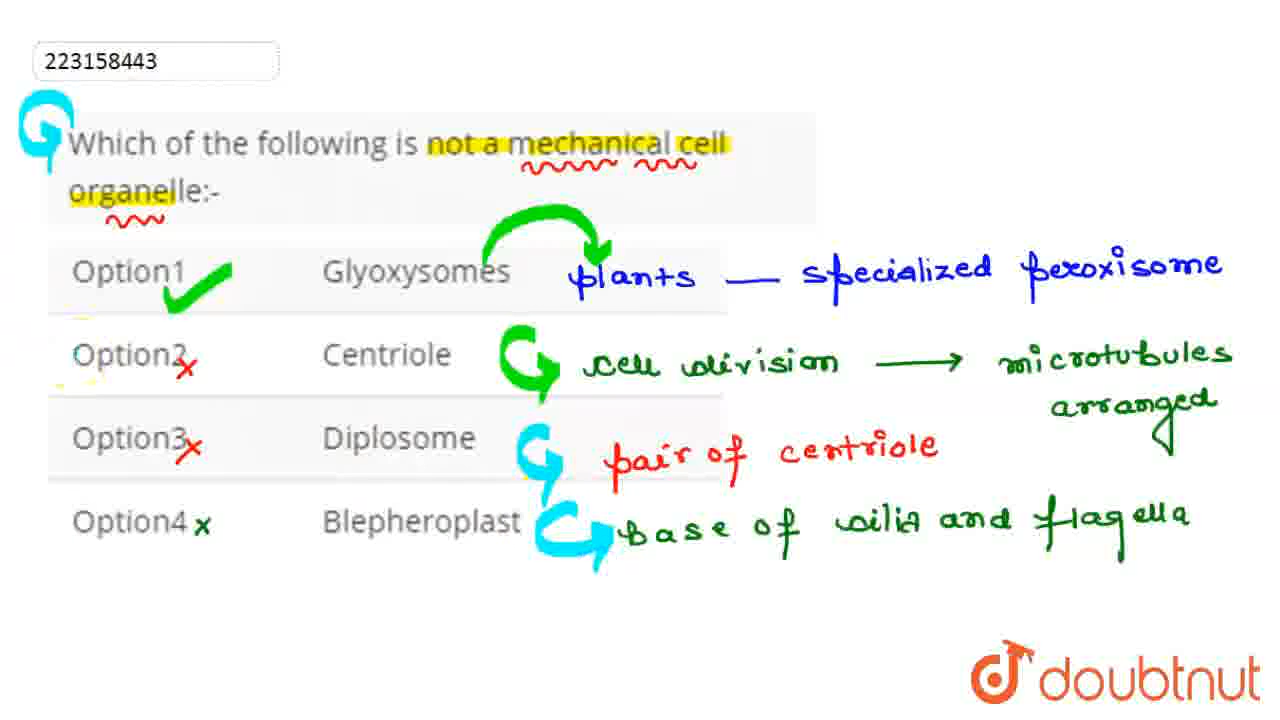 223158443
Which of the following is not a mechanical cell
organelle:-
Option1 Glyoxysomes plants — specialized peroxisome
Option2 x Centriole cell division → microtubules
arranged
Option3 x Diplosome pair of centriole
Option4 x Blepheroplast base of cilia and flagella
doubtnut